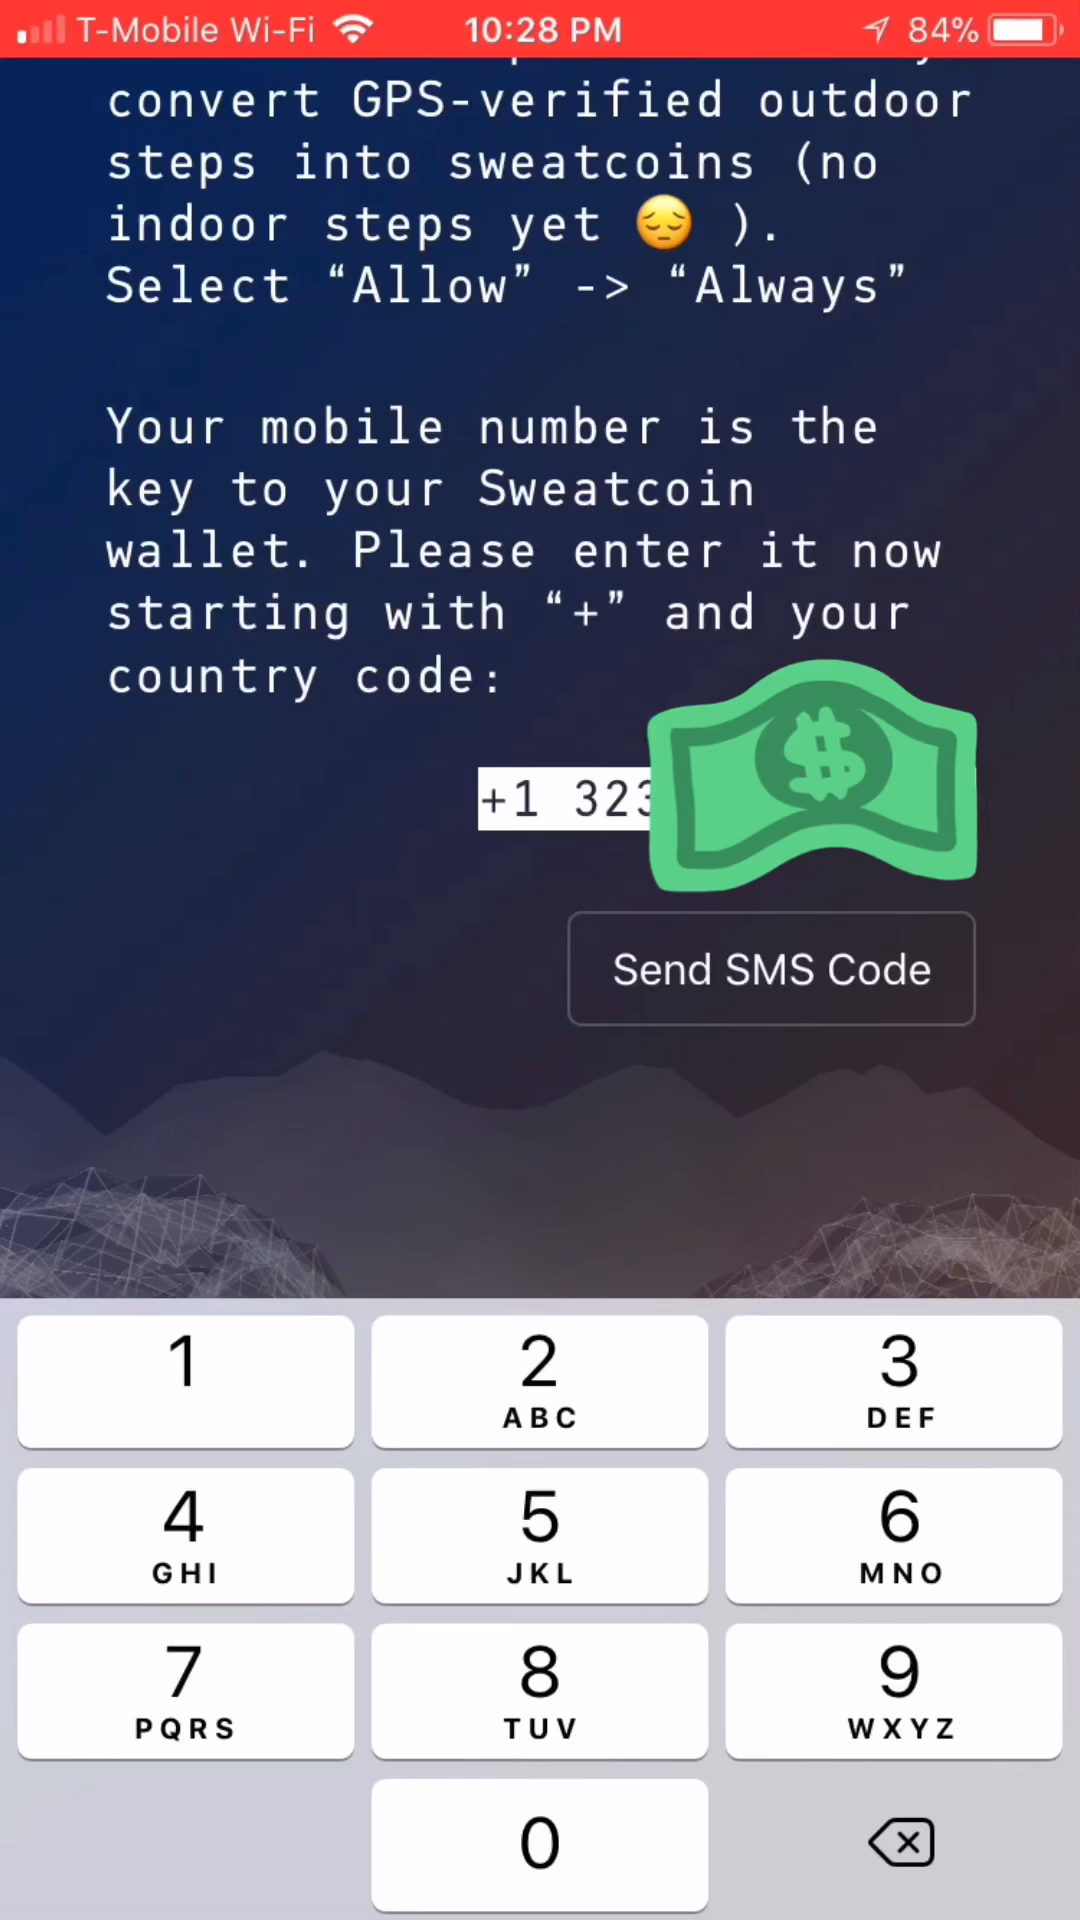 T-Mobile Wi-Fi 10:28 PM 84%
convert GPS-verified outdoor
steps into sweatcoins (no
indoor steps yet 😔 ).
Select “Allow” -> “Always”
Your mobile number is the
key to your Sweatcoin
wallet. Please enter it now
starting with “+” and your
country code:
+1 323
$
Send SMS Code
1 2 3
ABC DEF
4 5 6
GHI JKL MNO
7 8 9
PQRS TUV WXYZ
0